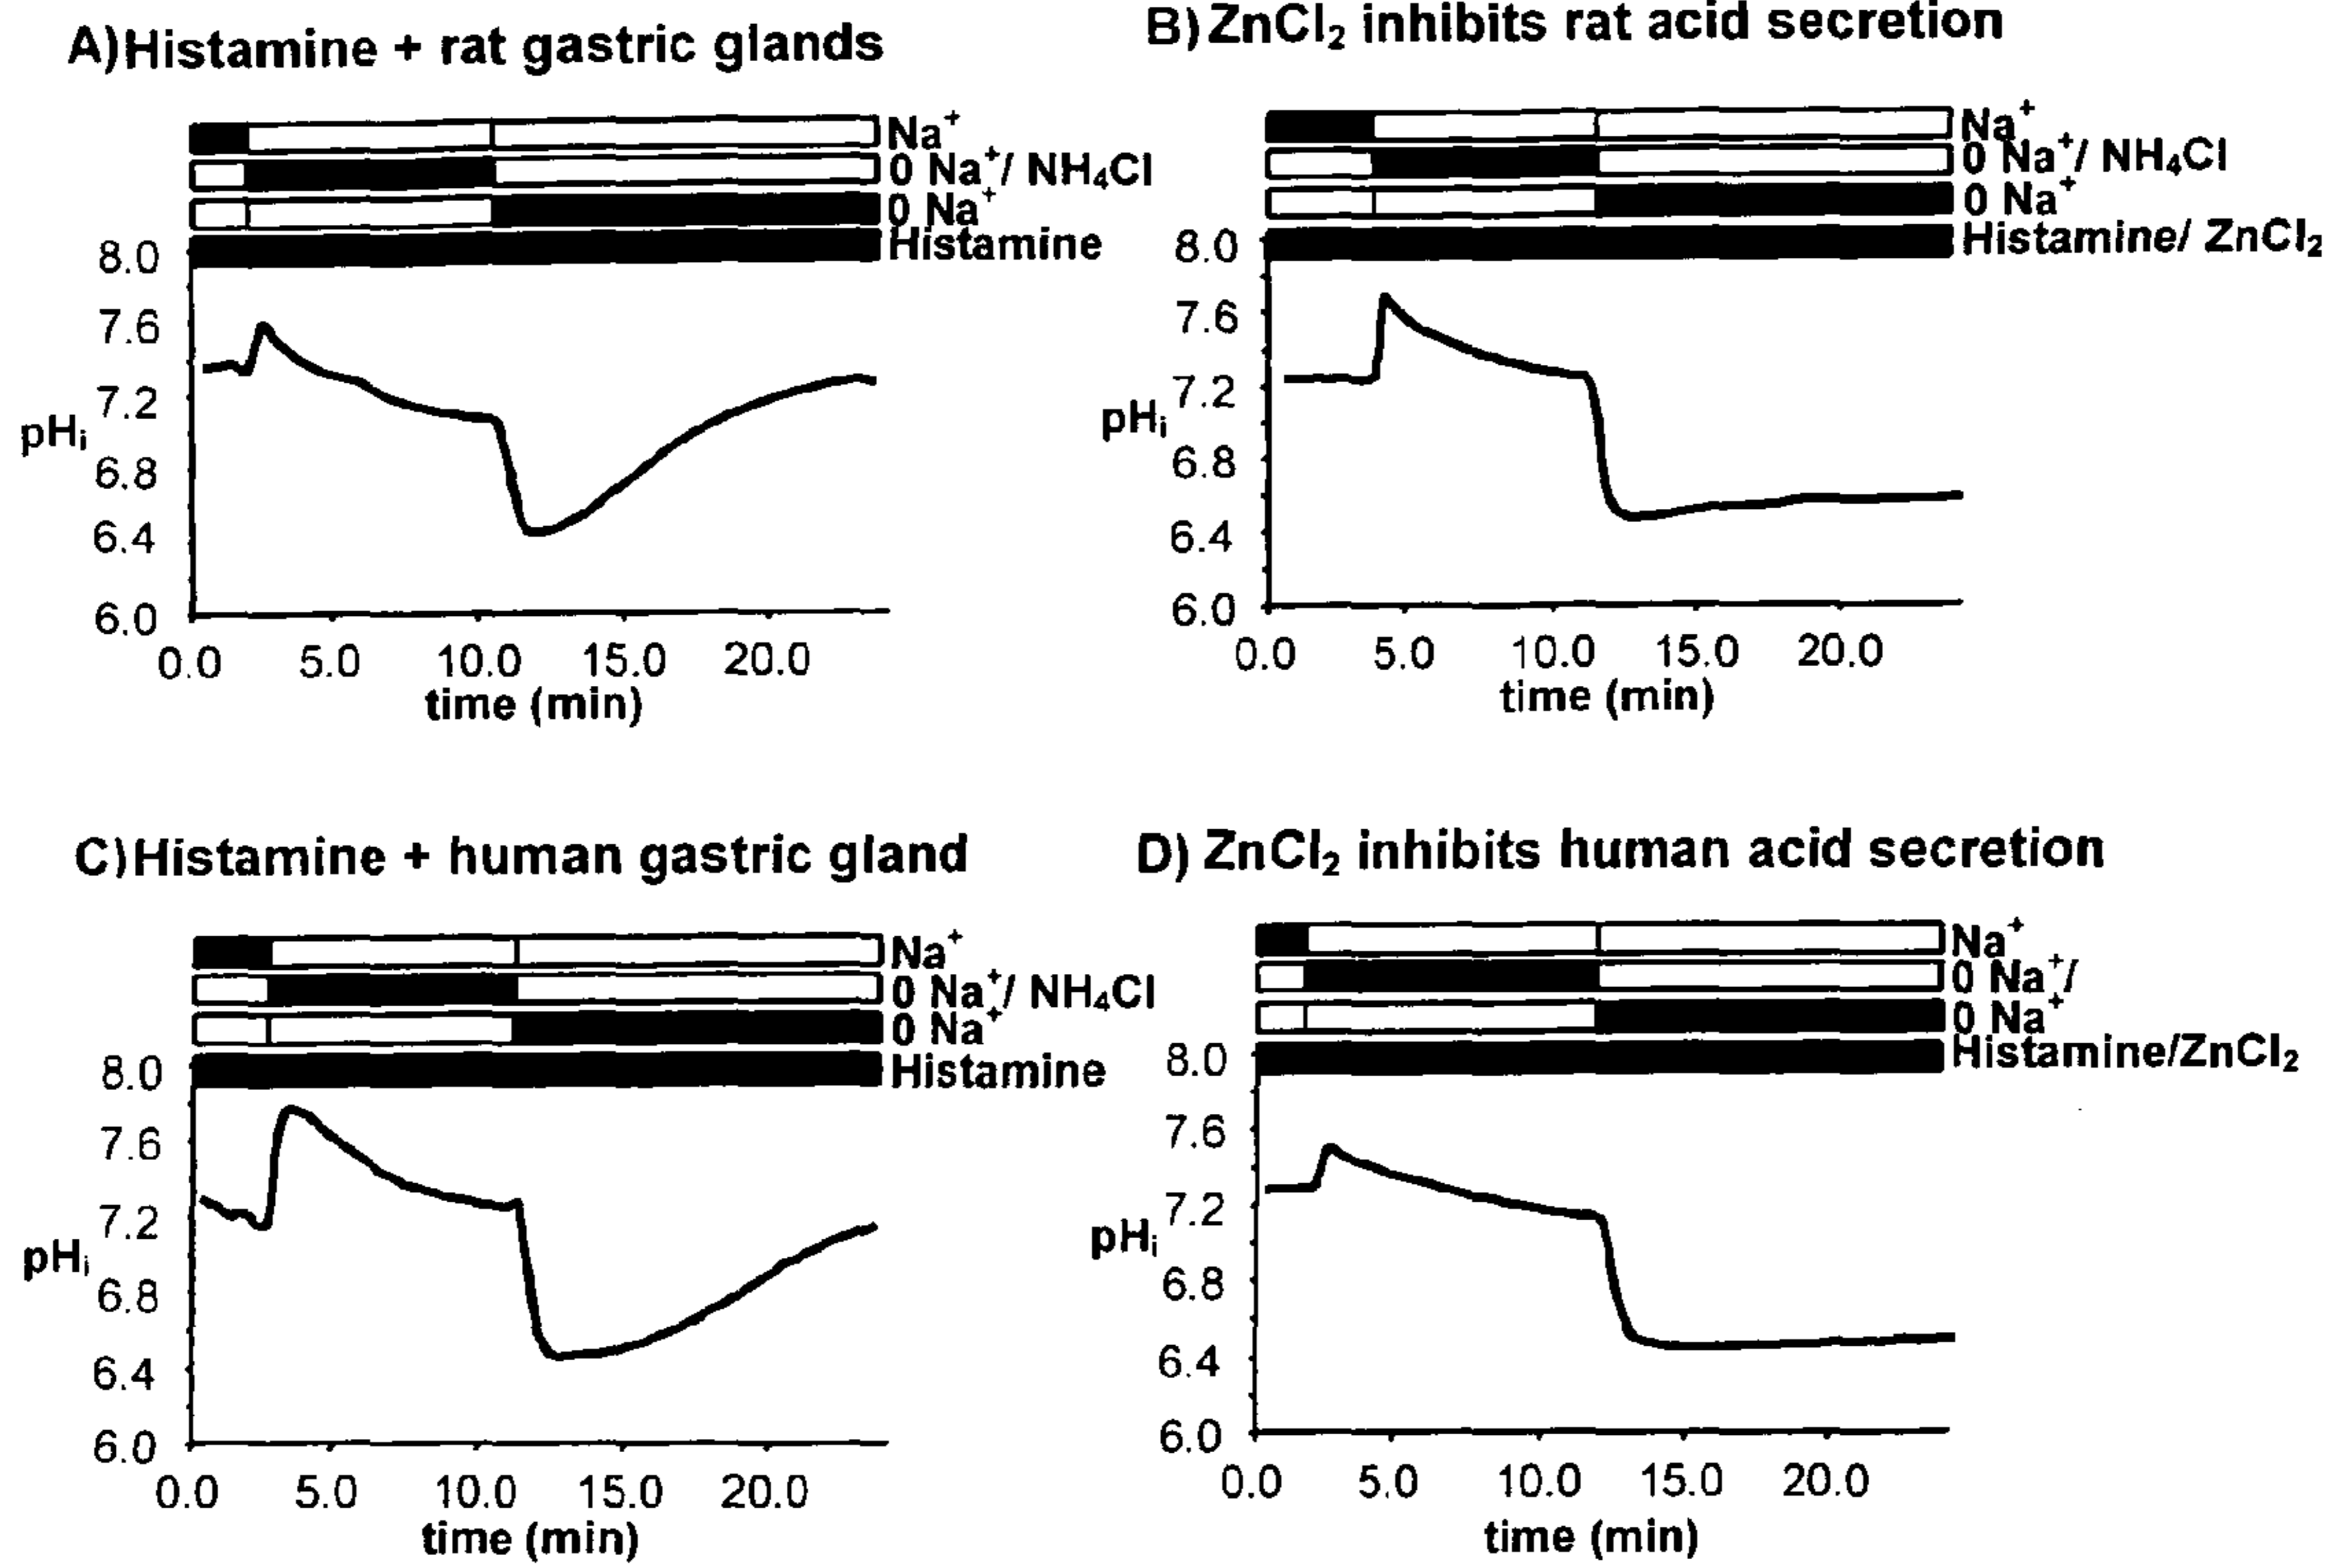 A) Histamine + rat gastric glands
Na⁺
0 Na⁺/ NH₄Cl
0 Na⁺
Histamine
8.0
7.6
7.2
pHᵢ
6.8
6.4
6.0
0.0 5.0 10.0 15.0 20.0
time (min)
B) ZnCl₂ inhibits rat acid secretion
Na⁺
0 Na⁺/ NH₄Cl
0 Na⁺
Histamine/ ZnCl₂
8.0
7.6
7.2
pHᵢ
6.8
6.4
6.0
0.0 5.0 10.0 15.0 20.0
time (min)
C) Histamine + human gastric gland
Na⁺
0 Na⁺/ NH₄Cl
0 Na⁺
Histamine
8.0
7.6
7.2
pHᵢ
6.8
6.4
6.0
0.0 5.0 10.0 15.0 20.0
time (min)
D) ZnCl₂ inhibits human acid secretion
Na⁺
0 Na⁺/
0 Na⁺
Histamine/ZnCl₂
8.0
7.6
7.2
pHᵢ
6.8
6.4
6.0
0.0 5.0 10.0 15.0 20.0
time (min)